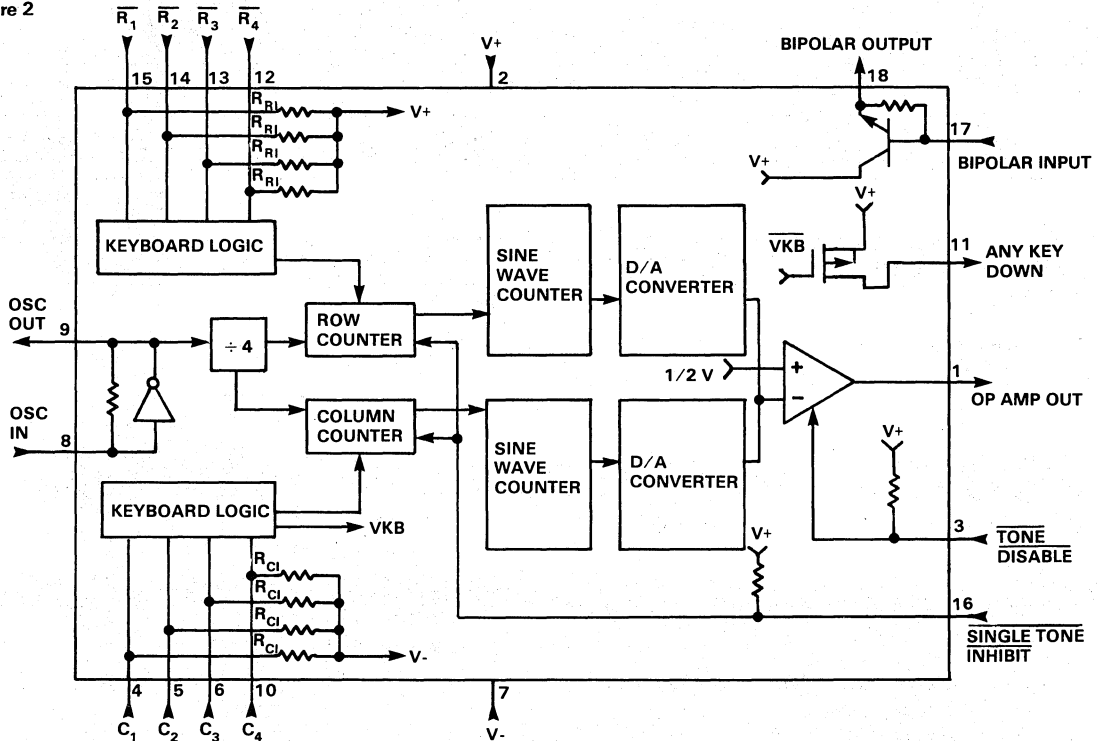 re 2
R1 R2 R3 R4
V+
BIPOLAR OUTPUT
15 14 13 12
2
18
RRI
V+
RRI
RRI
RRI
17
BIPOLAR INPUT
V+
V+
KEYBOARD LOGIC
VKB
11
ANY KEY
DOWN
SINE
WAVE
COUNTER
D/A
CONVERTER
OSC
OUT
9
÷ 4
ROW
COUNTER
1/2 V
+
−
1
OP AMP OUT
OSC
IN
8
COLUMN
COUNTER
SINE
WAVE
COUNTER
D/A
CONVERTER
V+
KEYBOARD LOGIC
VKB
3
TONE
DISABLE
V+
RCI
RCI
RCI
RCI
V-
16
SINGLE TONE
INHIBIT
4 5 6 10
7
C1 C2 C3 C4
V-